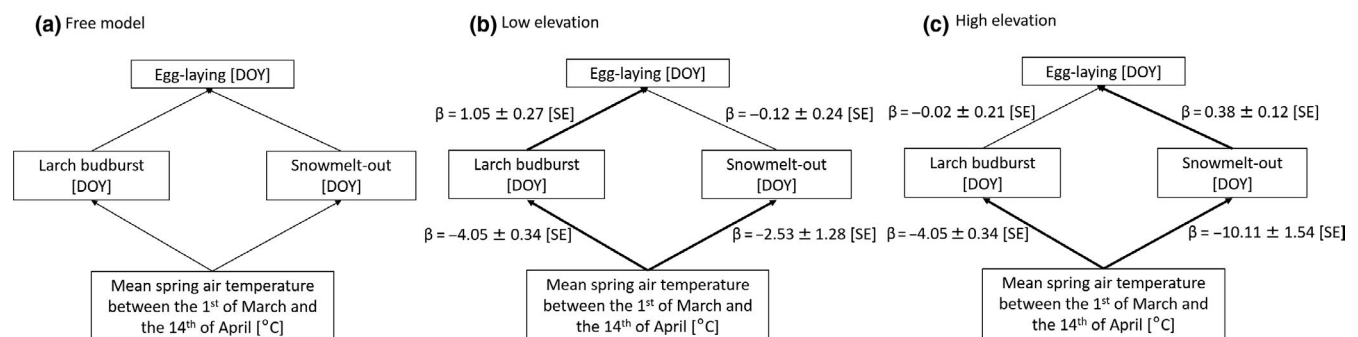 (a) Free model
Egg-laying [DOY]
Larch budburst
[DOY]
Snowmelt-out
[DOY]
Mean spring air temperature
between the 1st of March and
the 14th of April [°C]
(b) Low elevation
Egg-laying [DOY]
β = 1.05 ± 0.27 [SE]
β = −0.12 ± 0.24 [SE]
Larch budburst
[DOY]
Snowmelt-out
[DOY]
β = −4.05 ± 0.34 [SE]
β = −2.53 ± 1.28 [SE]
Mean spring air temperature
between the 1st of March and
the 14th of April [°C]
(c) High elevation
Egg-laying [DOY]
β = −0.02 ± 0.21 [SE]
0.38 ± 0.12 [SE]
Larch budburst
[DOY]
Snowmelt-out
[DOY]
β = −4.05 ± 0.34 [SE]
β = −10.11 ± 1.54 [SE]
Mean spring air temperature
between the 1st of March and
the 14th of April [°C]